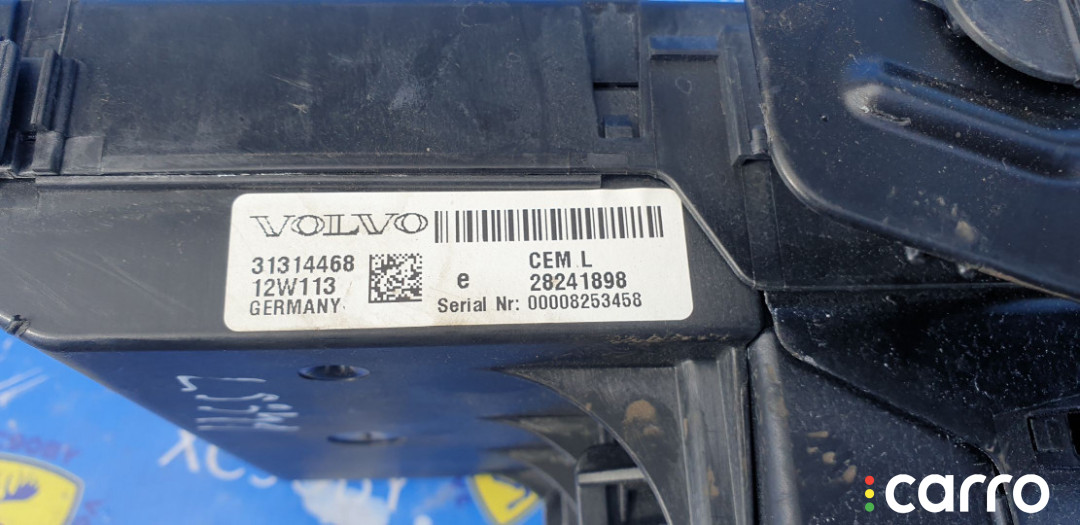 VOLVO
31314468
12W113
GERMANY
CEM L
e 28241898
Serial Nr: 00008253458
carro